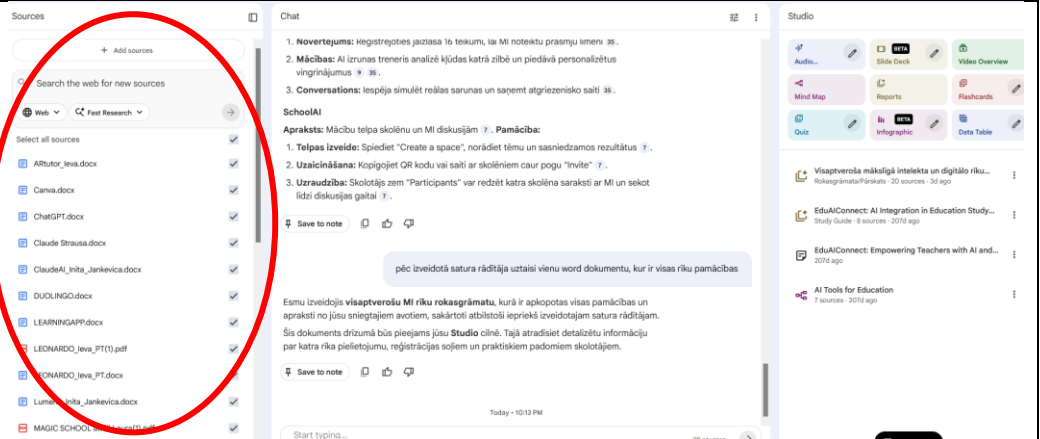 Sources
+ Add sources
Search the web for new sources
Web
Fast Research
Select all sources
ARtutor_Ieva.docx
Canva.docx
ChatGPT.docx
Claude Strausa.docx
ClaudeAI_Inita_Jankevica.docx
DUOLINGO.docx
LEARNINGAPP.docx
LEONARDO_Ieva_PT(1).pdf
LEONARDO_Ieva_PT.docx
Inita_Jankevica.docx
MAGIC SCHOOL
Chat
1. Novērtējums: Reģistrējoties jāizlasa 16 teikumi, lai MI noteiktu prasmju līmeni 35 .
2. Mācības: AI izrunas treneris analizē kļūdas katrā zilbē un piedāvā personalizētus
vingrinājumus 9 35 .
3. Conversations: Iespēja simulēt reālas sarunas un saņemt atgriezenisko saiti 35 .
SchoolAI
Apraksts: Mācību telpa skolēnu un MI diskusijām 7 . Pamācība:
1. Telpas izveide: Spiediet "Create a space", norādiet tēmu un sasniedzamos rezultātus 7 .
2. Uzaicināšana: Kopīgojiet QR kodu vai saiti ar skolēniem caur pogu "Invite" 7 .
3. Uzraudzība: Skolotājs zem "Participants" var redzēt katra skolēna saraksti ar MI un sekot
līdzi diskusijas gaitai 7 .
Save to note
pēc izveidotā satura rādītāja uztaisi vienu word dokumentu, kur ir visas rīku pamācības
Esmu izveidojis visaptverošu MI rīku rokasgrāmatu, kurā ir apkopotas visas pamācības un
apraksti no jūsu sniegtajiem avotiem, sakārtoti atbilstoši iepriekš izveidotajam satura rādītājam.
Šis dokuments drīzumā būs pieejams jūsu Studio cilnē. Tajā atradīsiet detalizētu informāciju
par katra rīka pielietojumu, reģistrācijas soļiem un praktiskiem padomiem skolotājiem.
Save to note
Today • 10:13 PM
Start typing...
Studio
Audio...
BETA
Slide Deck
Video Overview
Mind Map
Reports
Flashcards
Quiz
BETA
Infographic
Data Table
Visaptveroša mākslīgā intelekta un digitālo rīku...
Rokasgrāmata/Pārskats · 20 sources · 3d ago
EduAIConnect: AI Integration in Education Study...
Study Guide · 8 sources · 207d ago
EduAIConnect: Empowering Teachers with AI and...
207d ago
AI Tools for Education
7 sources · 207d ago